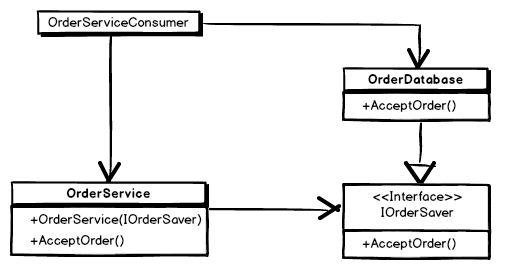 OrderServiceConsumer
OrderDatabase
+AcceptOrder()
OrderService
+OrderService(IOrderSaver)
+AcceptOrder()
<<Interface>>
IOrderSaver
+AcceptOrder()